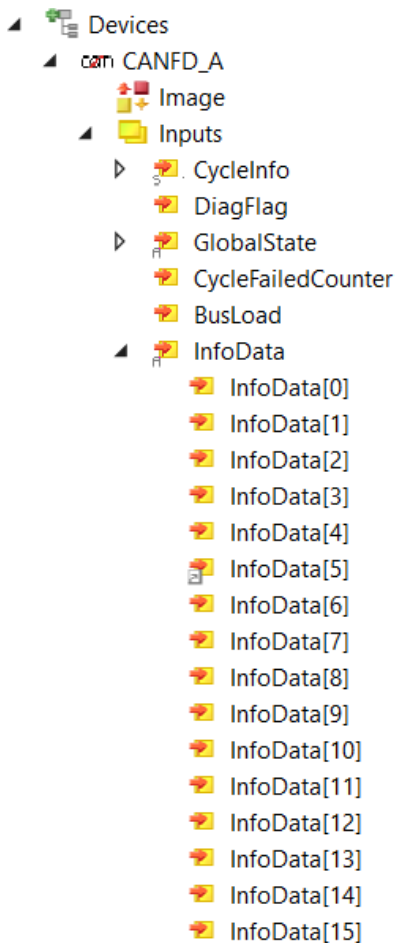 Devices
CANFD_A
Image
Inputs
CycleInfo
DiagFlag
GlobalState
CycleFailedCounter
BusLoad
InfoData
InfoData[0]
InfoData[1]
InfoData[2]
InfoData[3]
InfoData[4]
InfoData[5]
InfoData[6]
InfoData[7]
InfoData[8]
InfoData[9]
InfoData[10]
InfoData[11]
InfoData[12]
InfoData[13]
InfoData[14]
InfoData[15]